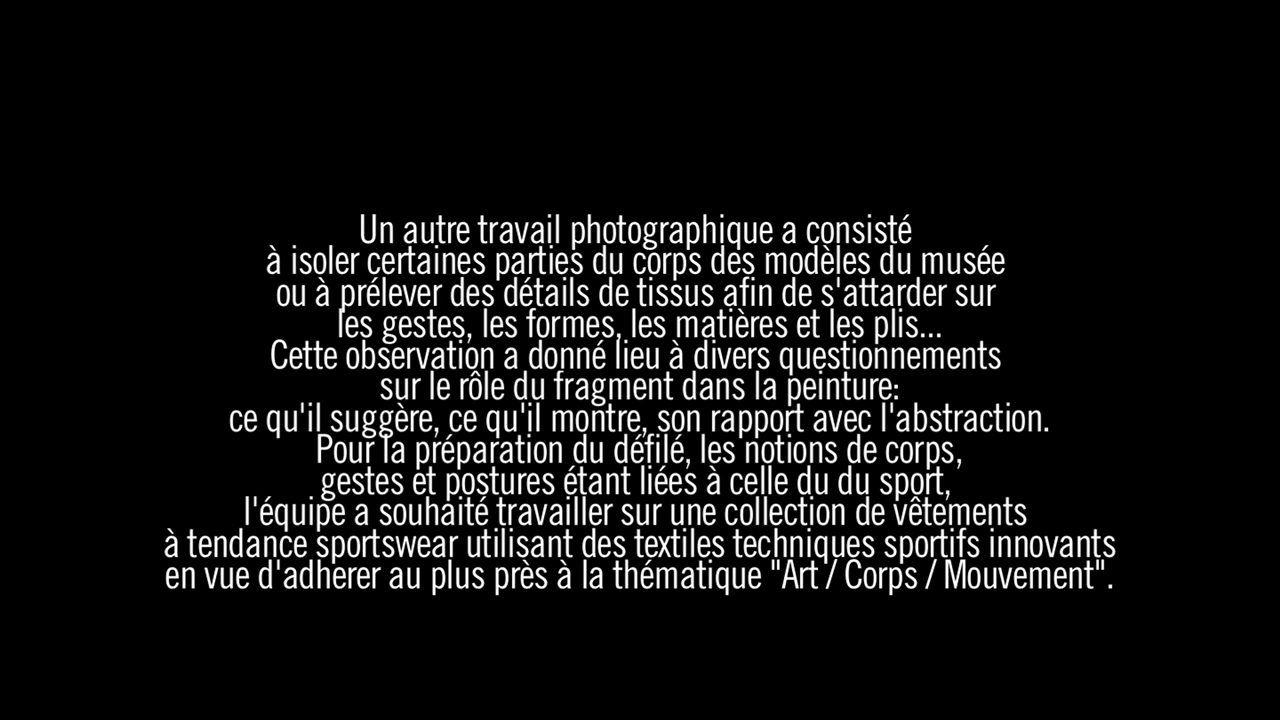 Un autre travail photographique a consisté
à isoler certaines parties du corps des modèles du musée
ou à prélever des détails de tissus afin de s'attarder sur
les gestes, les formes, les matières et les plis...
Cette observation a donné lieu à divers questionnements
sur le rôle du fragment dans la peinture:
ce qu'il suggère, ce qu'il montre, son rapport avec l'abstraction.
Pour la préparation du défilé, les notions de corps,
gestes et postures étant liées à celle du du sport,
l'équipe a souhaité travailler sur une collection de vêtements
à tendance sportswear utilisant des textiles techniques sportifs innovants
en vue d'adhérer au plus près à la thématique "Art / Corps / Mouvement".